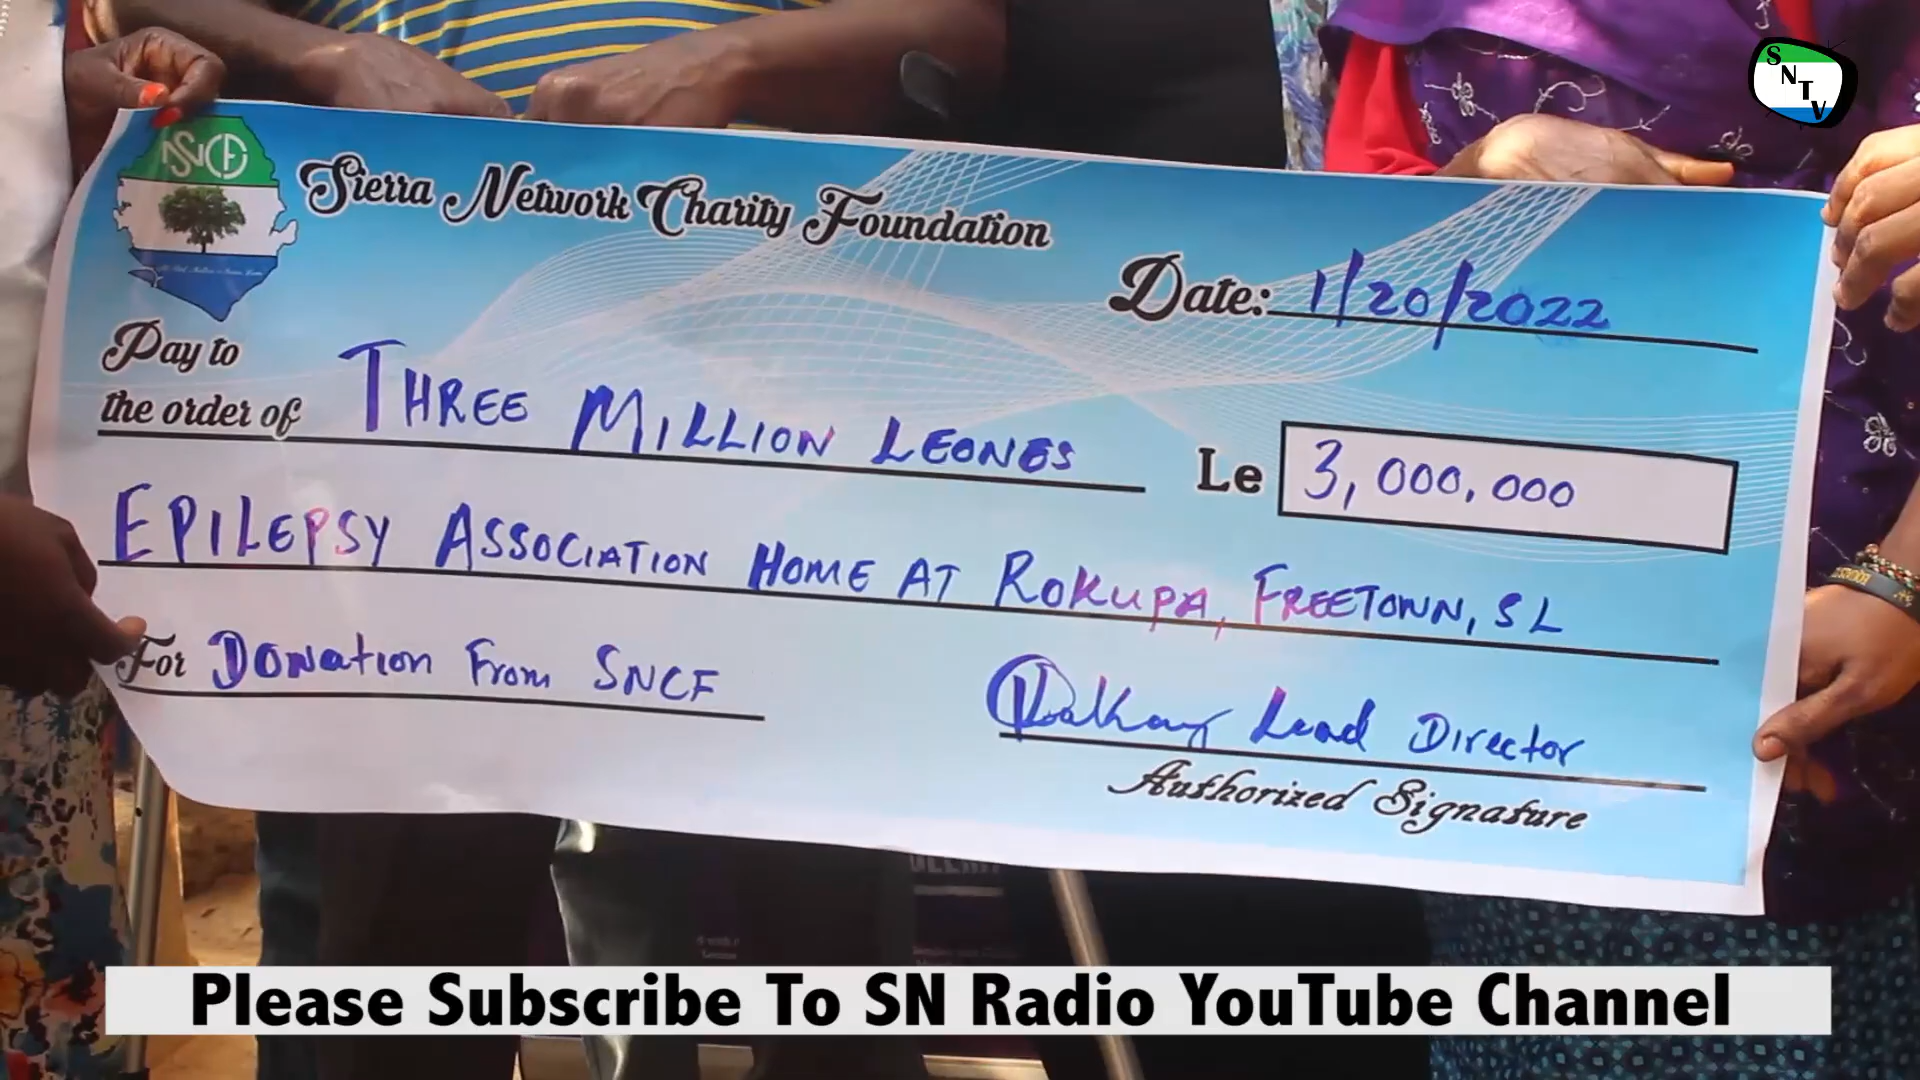 S
N
T
V
SNCF
Sierra Network Charity Foundation
Date: 1/20/2022
Pay to
the order of THREE MILLION LEONES
Le 3,000,000
EPILEPSY ASSOCIATION HOME AT ROKUPA, FREETOWN, SL
For DONation From SNCF
Lead Director
Authorized Signature
Please Subscribe To SN Radio YouTube Channel